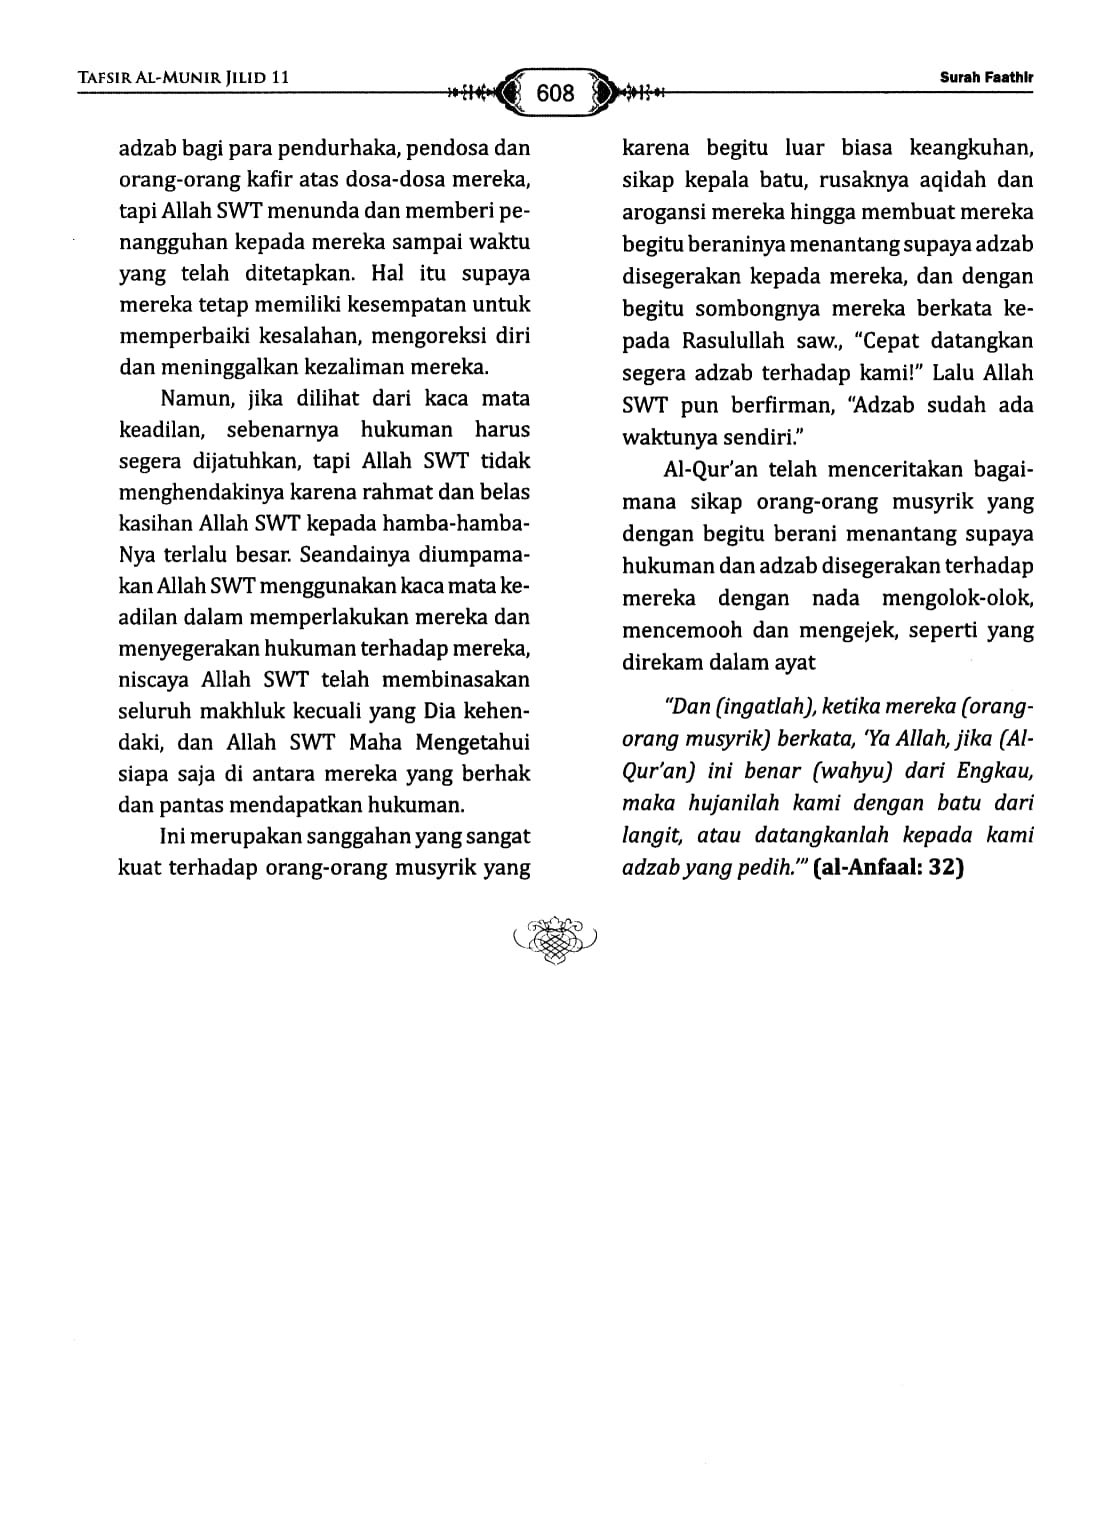 TAFSIR AL-MUNIR JILID 11
608
Surah Faathir
adzab bagi para pendurhaka, pendosa dan
orang-orang kafir atas dosa-dosa mereka,
tapi Allah SWT menunda dan memberi pe-
nangguhan kepada mereka sampai waktu
yang telah ditetapkan. Hal itu supaya
mereka tetap memiliki kesempatan untuk
memperbaiki kesalahan, mengoreksi diri
dan meninggalkan kezaliman mereka.
Namun, jika dilihat dari kaca mata
keadilan, sebenarnya hukuman harus
segera dijatuhkan, tapi Allah SWT tidak
menghendakinya karena rahmat dan belas
kasihan Allah SWT kepada hamba-hamba-
Nya terlalu besar. Seandainya diumpama-
kan Allah SWT menggunakan kaca mata ke-
adilan dalam memperlakukan mereka dan
menyegerakan hukuman terhadap mereka,
niscaya Allah SWT telah membinasakan
seluruh makhluk kecuali yang Dia kehen-
daki, dan Allah SWT Maha Mengetahui
siapa saja di antara mereka yang berhak
dan pantas mendapatkan hukuman.
Ini merupakan sanggahan yang sangat
kuat terhadap orang-orang musyrik yang
karena begitu luar biasa keangkuhan,
sikap kepala batu, rusaknya aqidah dan
arogansi mereka hingga membuat mereka
begitu beraninya menantang supaya adzab
disegerakan kepada mereka, dan dengan
begitu sombongnya mereka berkata ke-
pada Rasulullah saw., “Cepat datangkan
segera adzab terhadap kami!” Lalu Allah
SWT pun berfirman, “Adzab sudah ada
waktunya sendiri.”
Al-Qur’an telah menceritakan bagai-
mana sikap orang-orang musyrik yang
dengan begitu berani menantang supaya
hukuman dan adzab disegerakan terhadap
mereka dengan nada mengolok-olok,
mencemooh dan mengejek, seperti yang
direkam dalam ayat
“Dan (ingatlah), ketika mereka (orang-
orang musyrik) berkata, ‘Ya Allah, jika (Al-
Qur’an) ini benar (wahyu) dari Engkau,
maka hujanilah kami dengan batu dari
langit, atau datangkanlah kepada kami
adzab yang pedih.’” (al-Anfaal: 32)